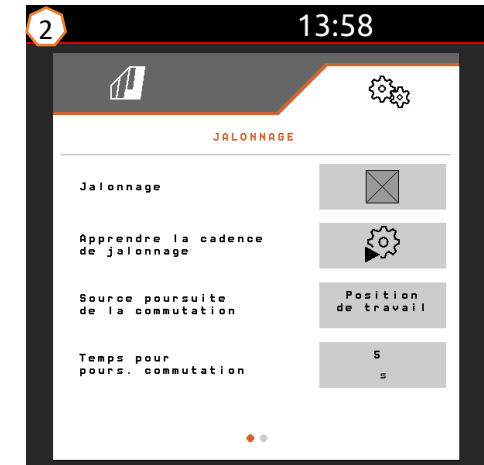 2
13:58
JALONNAGE
Jalonnage
Apprendre la cadence
de jalonnage
Source poursuite
de la commutation
Position
de travail
Temps pour
pours. commutation
5
s